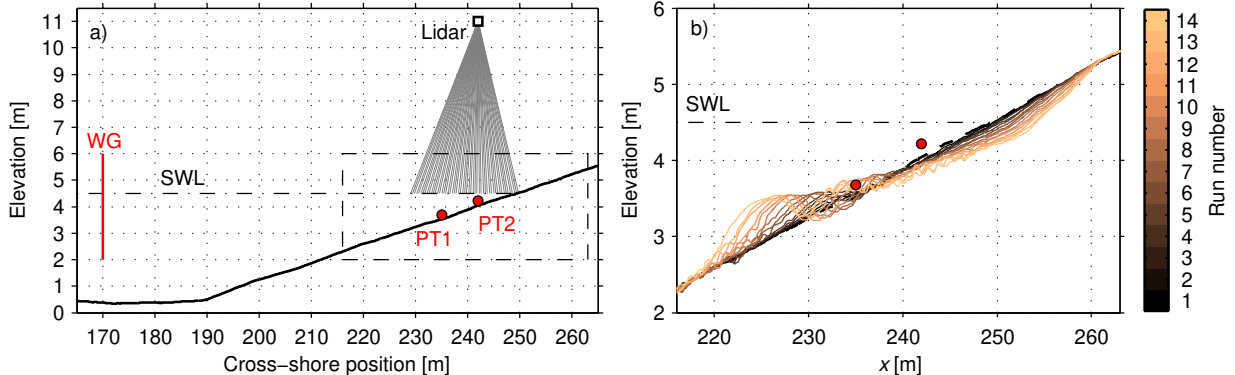 a)
Lidar
WG
SWL
PT1
PT2
11
10
9
8
7
6
5
4
3
2
1
0
Elevation [m]
170 180 190 200 210 220 230 240 250 260
Cross−shore position [m]
b)
SWL
6
5
4
3
2
Elevation [m]
220 230 240 250 260
x [m]
14
13
12
11
10
9
8
7
6
5
4
3
2
1
Run number